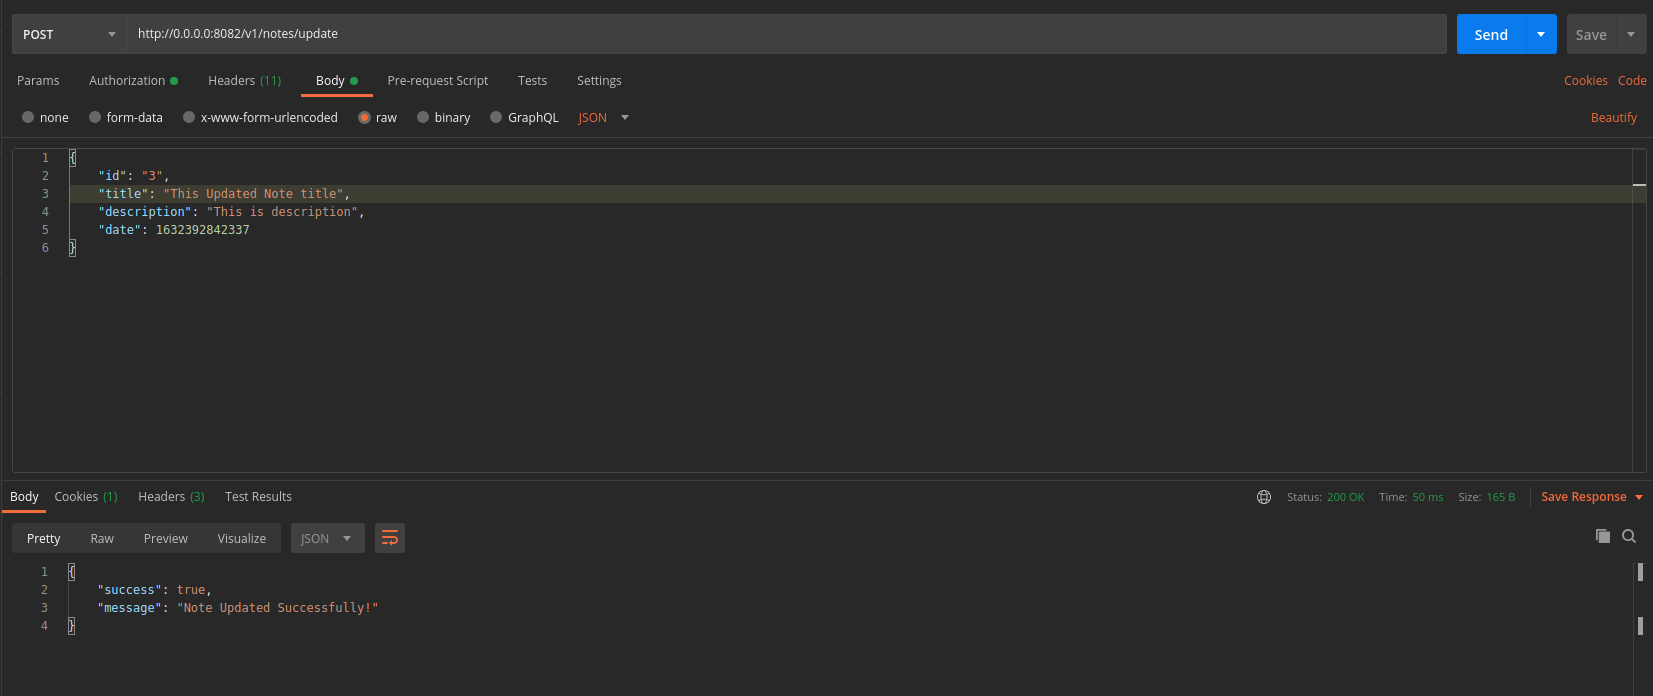 POST http://0.0.0.0:8082/v1/notes/update Send Save
Params Authorization Headers (11) Body Pre-request Script Tests Settings Cookies Code
none form-data x-www-form-urlencoded raw binary GraphQL JSON Beautify
1 {
2 "id": "3",
3 "title": "This Updated Note title",
4 "description": "This is description",
5 "date": 1632392842337
6 }
Body Cookies (1) Headers (3) Test Results Status: 200 OK Time: 50 ms Size: 165 B Save Response
Pretty Raw Preview Visualize JSON
1 {
2 "success": true,
3 "message": "Note Updated Successfully!"
4 }